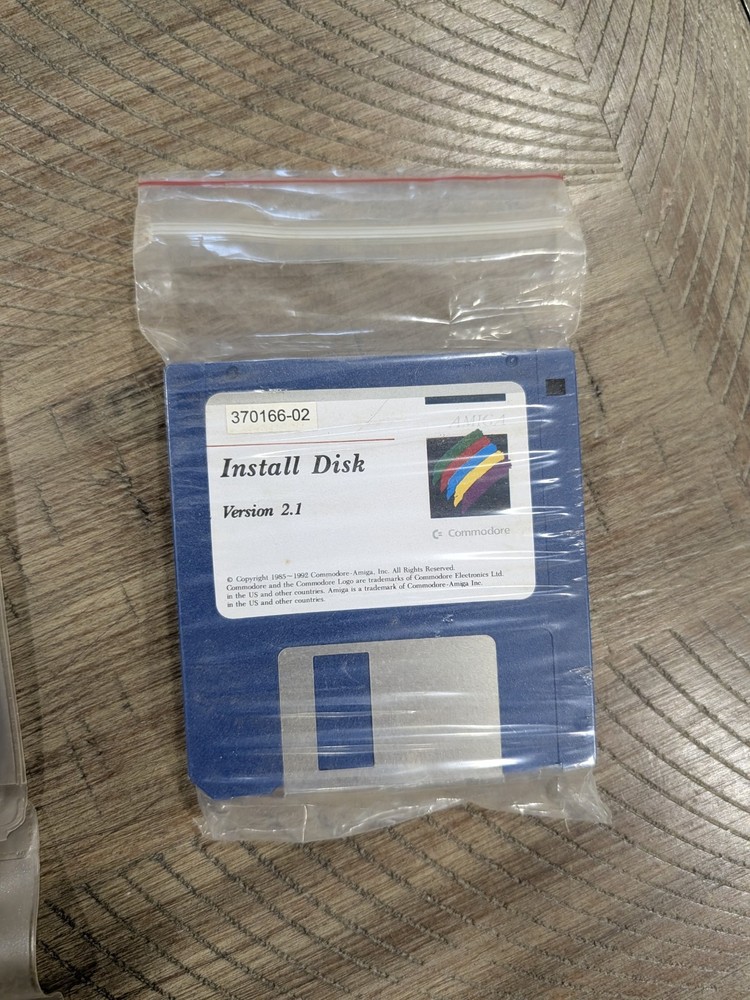 370166-02
AMIGA
Install Disk
Version 2.1
C= Commodore
© Copyright 1985~1992 Commodore-Amiga, Inc. All Rights Reserved.
Commodore and the Commodore Logo are trademarks of Commodore Electronics Ltd.
in the US and other countries. Amiga is a trademark of Commodore-Amiga Inc.
in the US and other countries.